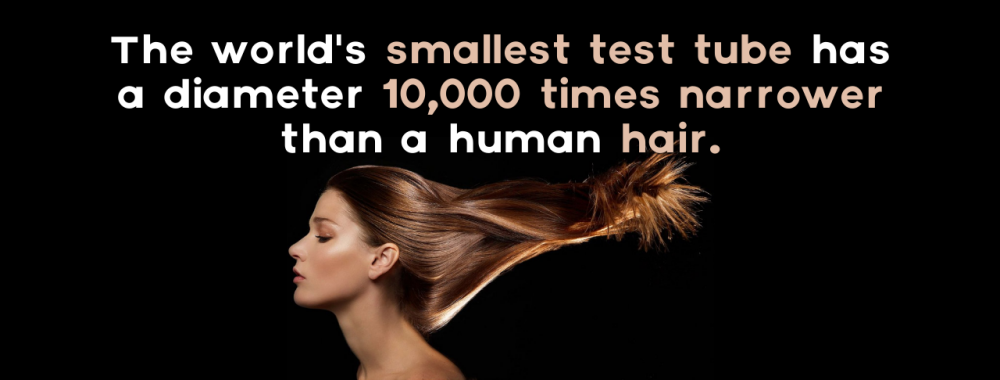 The world's smallest test tube has
a diameter 10,000 times narrower
than a human hair.